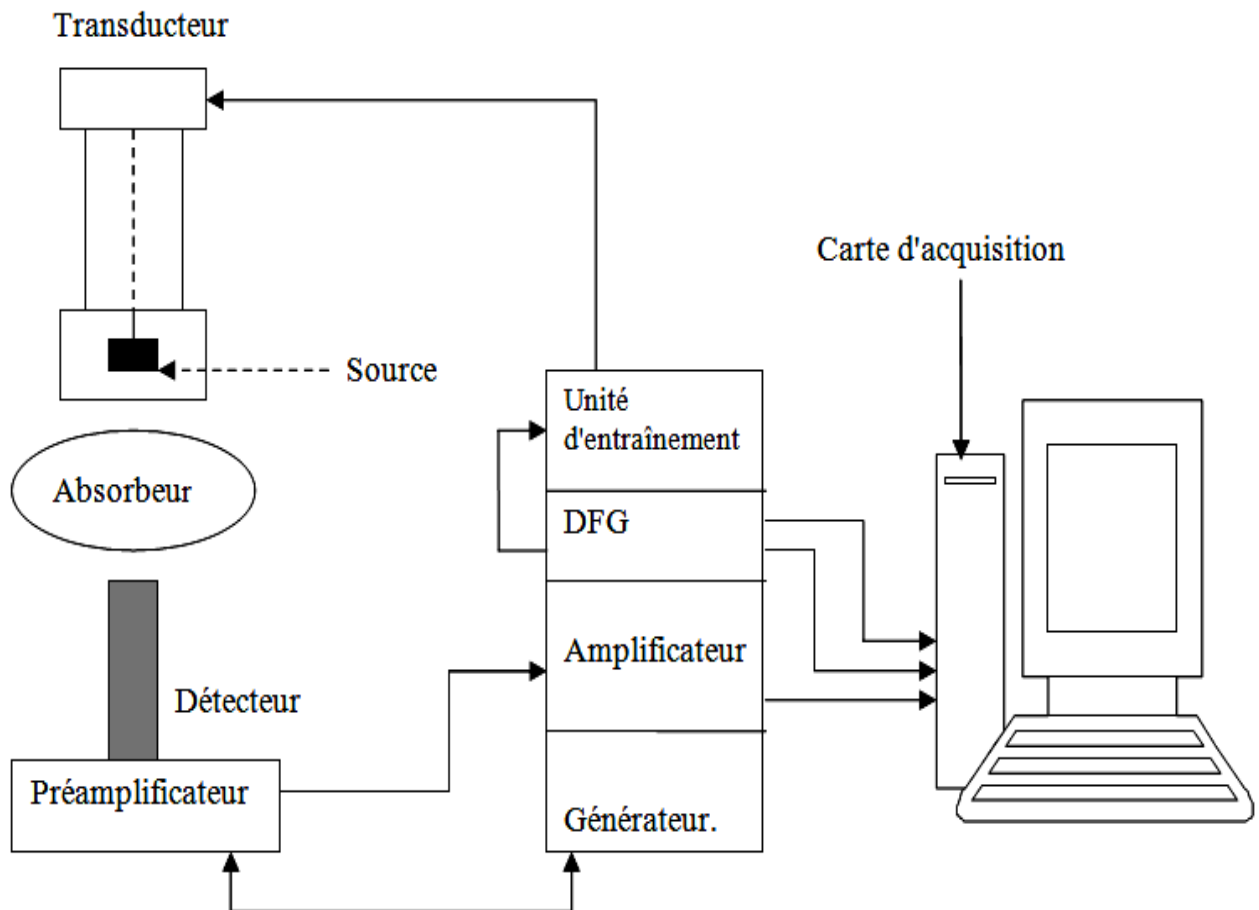 Transducteur
Carte d'acquisition
Source
Unité
d'entraînement
Absorbeur
DFG
Amplificateur
Détecteur
Préamplificateur
Générateur.